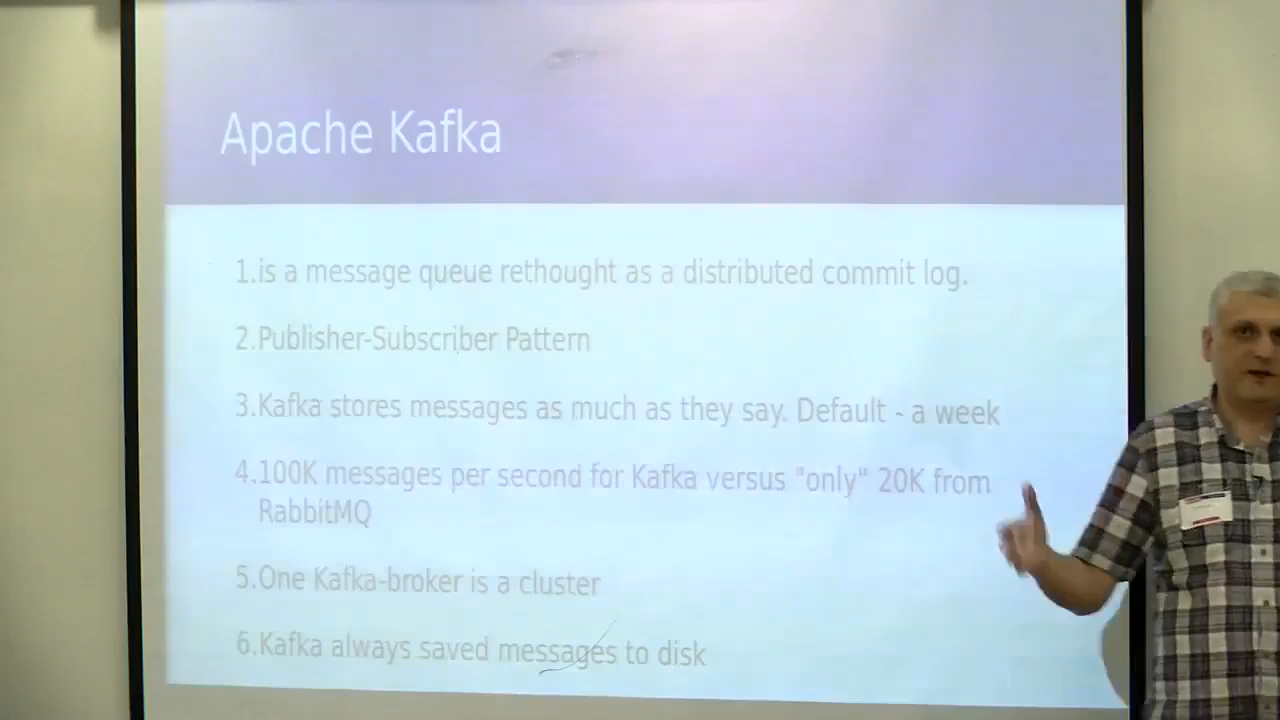 Apache Kafka
1.is a message queue rethought as a distributed commit log.
2.Publisher-Subscriber Pattern
3.Kafka stores messages as much as they say. Default - a week
4.100K messages per second for Kafka versus "only" 20K from
RabbitMQ
5.One Kafka-broker is a cluster
6.Kafka always saved messages to disk